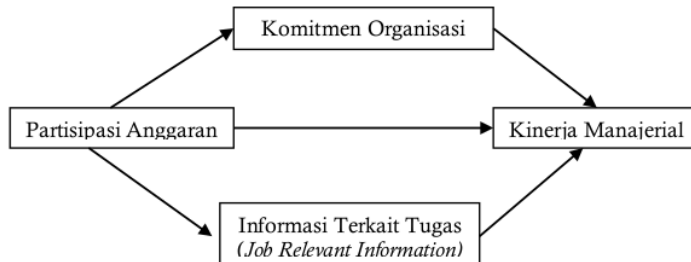 Komitmen Organisasi
Partisipasi Anggaran
Kinerja Manajerial
Informasi Terkait Tugas
(Job Relevant Information)